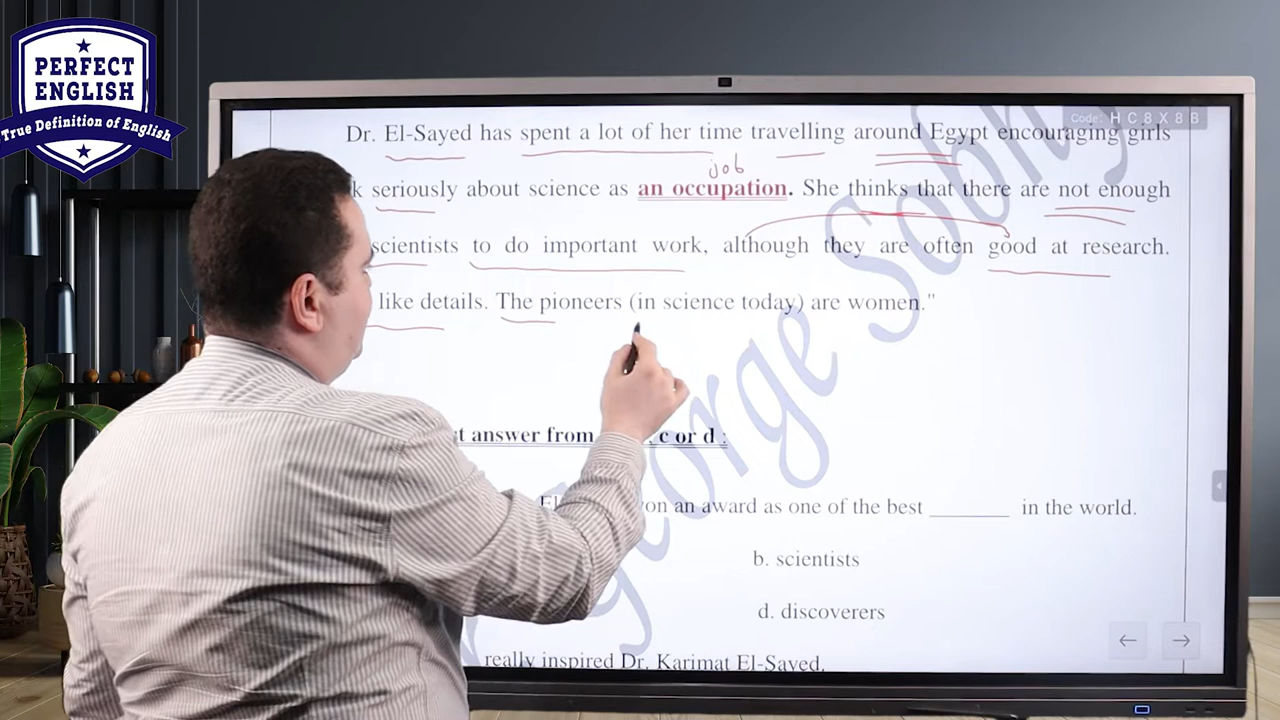 PERFECT
ENGLISH
True Definition of English
Code: HC8X8B
Dr. El-Sayed has spent a lot of her time travelling around Egypt encouraging girls
job
seriously about science as an occupation. She thinks that there are not enough
scientists to do important work, although they are often good at research.
like details. The pioneers (in science today) are women."
answer from c or d :
an award as one of the best ________ in the world.
b. scientists
d. discoverers
really inspired Dr. Karimat El-Sayed.
George Sobhy